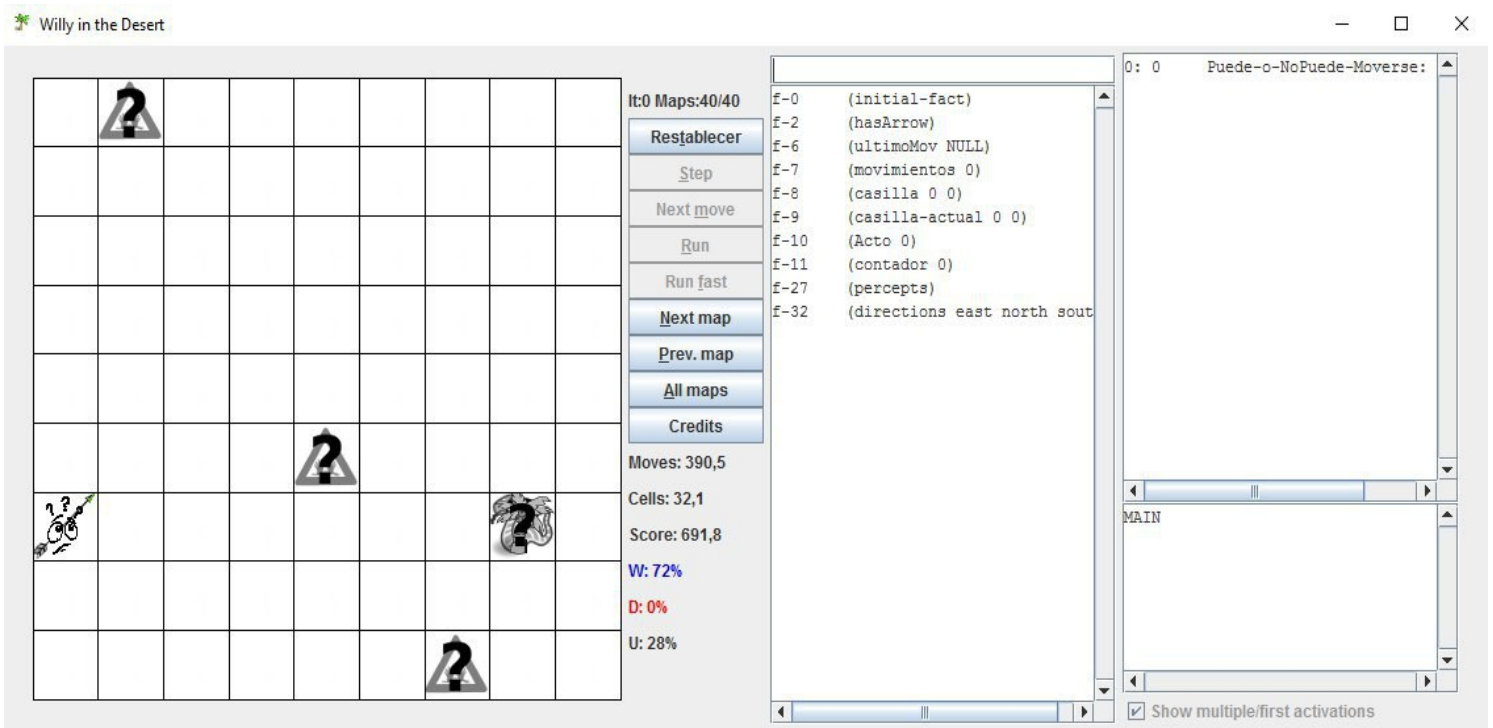 Willy in the Desert
It:0 Maps:40/40
Restablecer
Step
Next move
Run
Run fast
Next map
Prev. map
All maps
Credits
Moves: 390,5
Cells: 32,1
Score: 691,8
W: 72%
D: 0%
U: 28%
f-0 (initial-fact)
f-2 (hasArrow)
f-6 (ultimoMov NULL)
f-7 (movimientos 0)
f-8 (casilla 0 0)
f-9 (casilla-actual 0 0)
f-10 (Acto 0)
f-11 (contador 0)
f-27 (percepts)
f-32 (directions east north sout
0: 0 Puede-o-NoPuede-Moverse:
MAIN
Show multiple/first activations
? ?
?
?
?
?